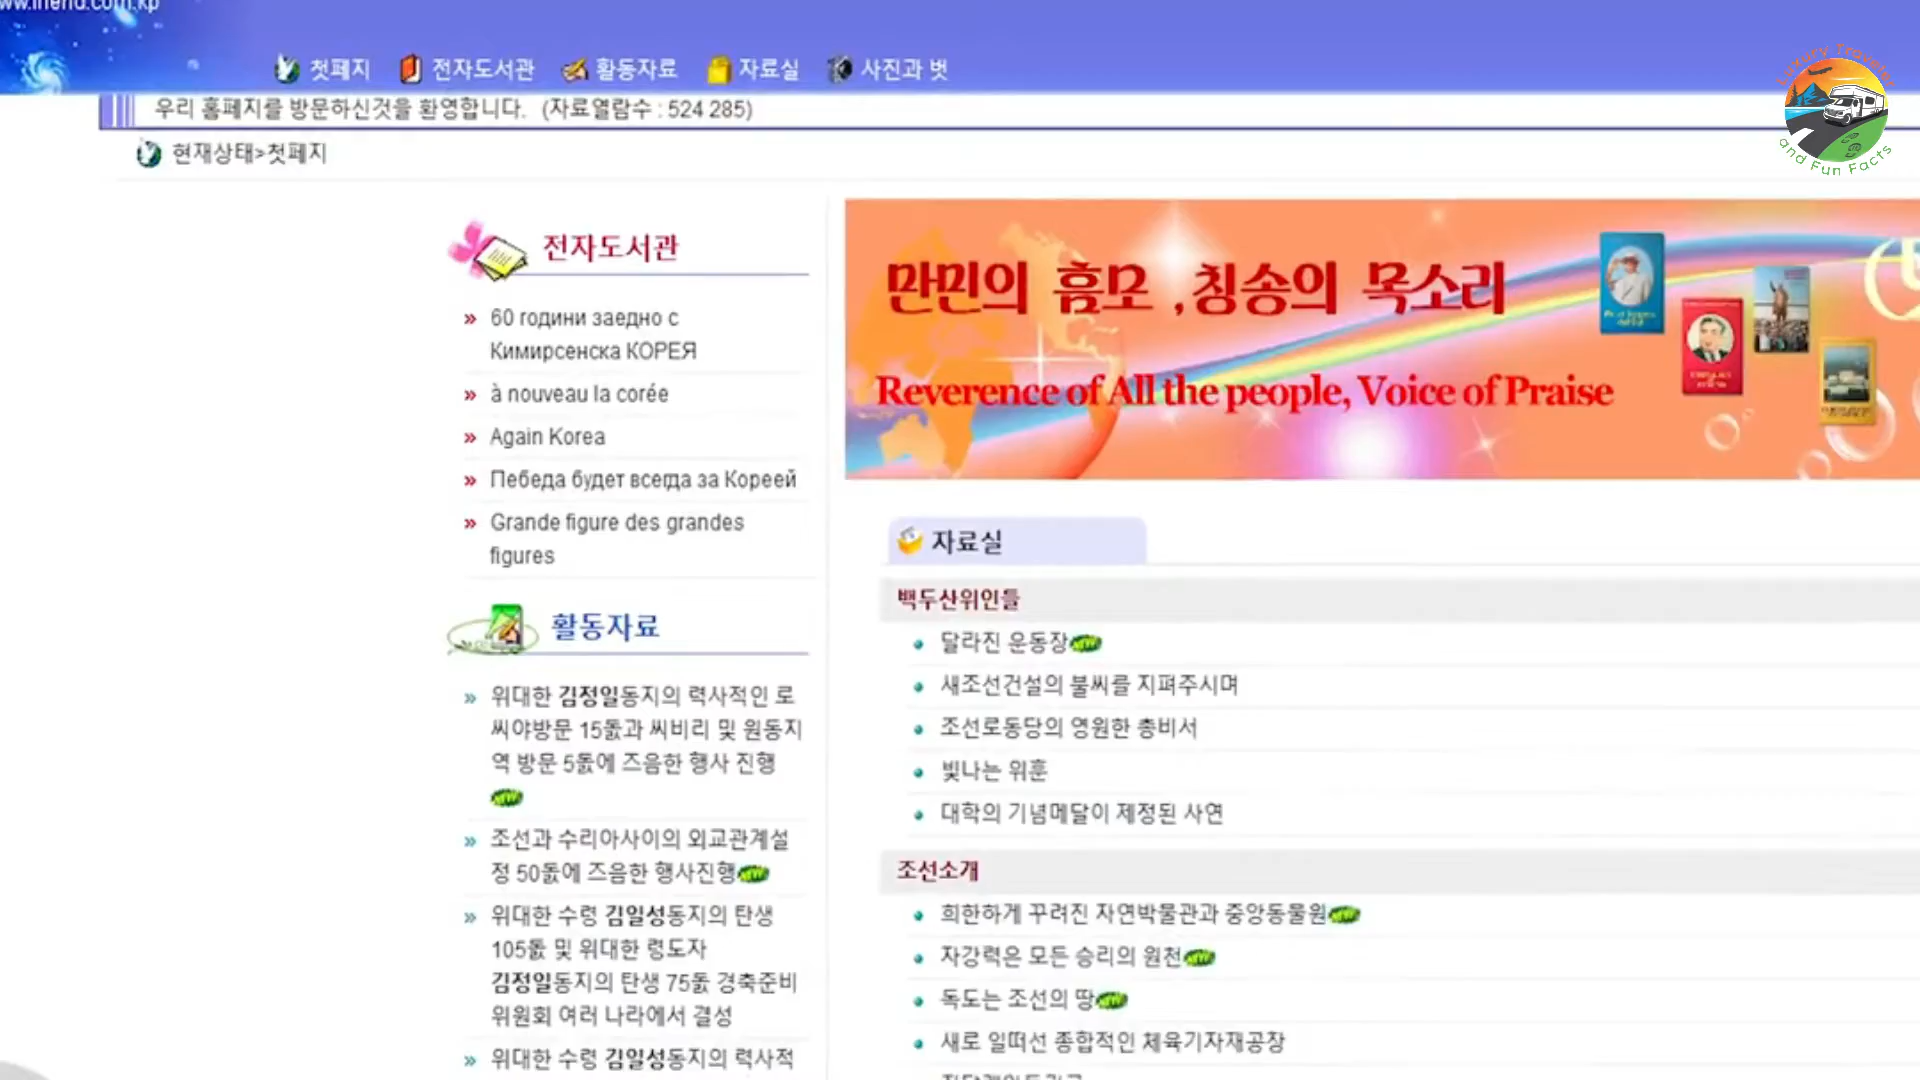 첫페지 전자도서관 활동자료 자료실 사진과 벗
우리 홈페지를 방문하신것을 환영합니다. (자료열람수 : 524 285)
현재상태>첫페지
Luxury Traveler
and Fun Facts
전자도서관
60 години заедно с
Кимирсенска КОРЕЯ
à nouveau la corée
Again Korea
Победа будет всегда за Кореей
Grande figure des grandes
figures
활동자료
위대한 김정일동지의 력사적인 로
씨야방문 15돐과 씨비리 및 원동지
역 방문 5돐에 즈음한 행사 진행
NEW
조선과 수리아사이의 외교관계설
정 50돐에 즈음한 행사진행 NEW
위대한 수령 김일성동지의 탄생
105돐 및 위대한 령도자
김정일동지의 탄생 75돐 경축준비
위원회 여러 나라에서 결성
위대한 수령 김일성동지의 력사적
만민의 흠모 ,칭송의 목소리
Reverence of All the people, Voice of Praise
자료실
백두산위인들
달라진 운동장 NEW
새조선건설의 불씨를 지펴주시며
조선로동당의 영원한 총비서
빛나는 위훈
대학의 기념메달이 제정된 사연
조선소개
희한하게 꾸려진 자연박물관과 중앙동물원 NEW
자강력은 모든 승리의 원천 NEW
독도는 조선의 땅 NEW
새로 일떠선 종합적인 체육기자재공장